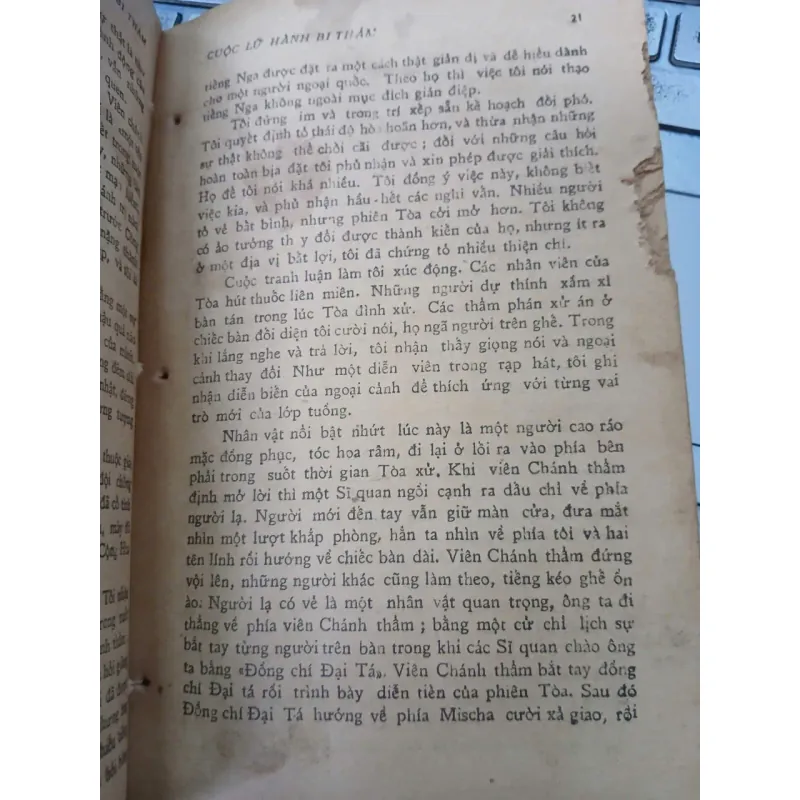 CUỘC LỮ HÀNH BI THẢM
21
tiếng Nga được đặt ra một cách thật giản dị và dễ hiểu dành
cho một người ngoại quốc. Theo họ thì việc tôi nói thạo
tiếng Nga không ngoài mục đích gián điệp.
Tôi đứng im và trong trí xếp sẵn kế hoạch đối phó.
Tôi quyết định tỏ thái độ hòa hoãn hơn, và thừa nhận những
sự thật không thể chối cãi được ; đối với những câu hỏi
hoàn toàn bịa đặt tôi phủ nhận và xin phép được giải thích.
Họ để tôi nói khá nhiều. Tôi đồng ý việc này, không biết
việc kia, và phủ nhận hầu-hết các nghi vấn. Nhiều người
tỏ vẻ bất bình, nhưng phiên Tòa cởi mở hơn. Tôi không
có ảo tưởng th y đổi được thành kiến của họ, nhưng ít ra
ở một địa vị bất lợi, tôi đã chứng tỏ nhiều thiện chí.
Cuộc tranh luận làm tôi xúc động. Các nhân viên của
Tòa hút thuốc liên miên. Những người dự thính xầm xì
bàn tán trong lúc Tòa đình xử. Các thẩm phán xử án ở
chiếc bàn đối diện tôi cười nói, họ ngã người trên ghế. Trong
khi lắng nghe và trả lời, tôi nhận thấy giọng nói và ngoại
cảnh thay đổi Như một diễn viên trong rạp hát, tôi ghi
nhận diễn biến của ngoại cảnh để thích ứng với từng vai
trò mới của lớp tuồng.
Nhân vật nổi bật nhứt lúc này là một người cao ráo
mặc đồng phục, tóc hoa râm, đi lại ở lối ra vào phía bên
phải trong suốt thời gian Tòa xử. Khi viên Chánh thẩm
định mở lời thì một Sĩ quan ngồi cạnh ra dấu chỉ về phía
người lạ. Người mới đến tay vẫn giữ màn cửa, đưa mắt
nhìn một lượt khắp phòng, hắn ta nhìn về phía tôi và hai
tên lính rồi hướng về chiếc bàn dài. Viên Chánh thẩm đứng
vội lên, những người khác cũng làm theo, tiếng kéo ghế ồn
ào. Người lạ có vẻ là một nhân vật quan trọng, ông ta đi
thẳng về phía viên Chánh thẩm ; bằng một cử chỉ lịch sự
bắt tay từng người trên bàn trong khi các Sĩ quan chào ông
ta bằng «Đồng chí Đại Tá». Viên Chánh thẩm bắt tay đồng
chí Đại tá rồi trình bày diễn tiến của phiên Tòa. Sau đó
Đồng chí Đại Tá hướng về phía Mischa cười xả giao, rồi